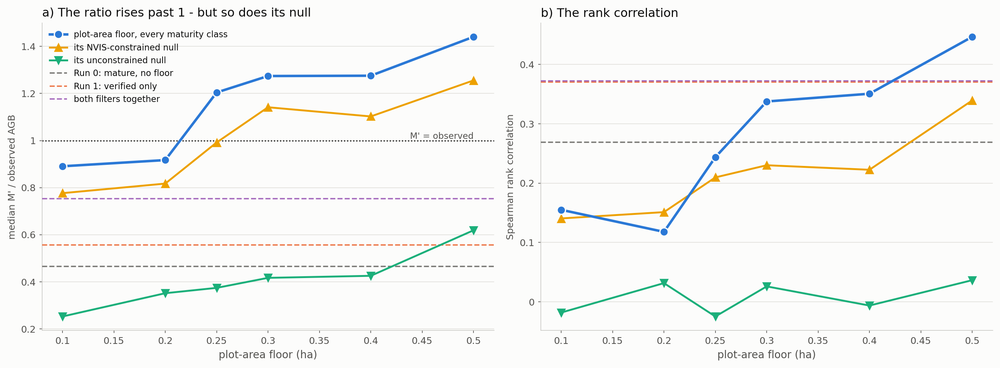 a) The ratio rises past 1 - but so does its null
plot-area floor, every maturity class
its NVIS-constrained null
its unconstrained null
Run 0: mature, no floor
Run 1: verified only
both filters together
M' = observed
median M' / observed AGB
1.4
1.2
1
0.8
0.6
0.4
0.2
0.1 0.15 0.2 0.25 0.3 0.35 0.4 0.45 0.5
plot-area floor (ha)
b) The rank correlation
Spearman rank correlation
0.4
0.3
0.2
0.1
0
0.1 0.15 0.2 0.25 0.3 0.35 0.4 0.45 0.5
plot-area floor (ha)